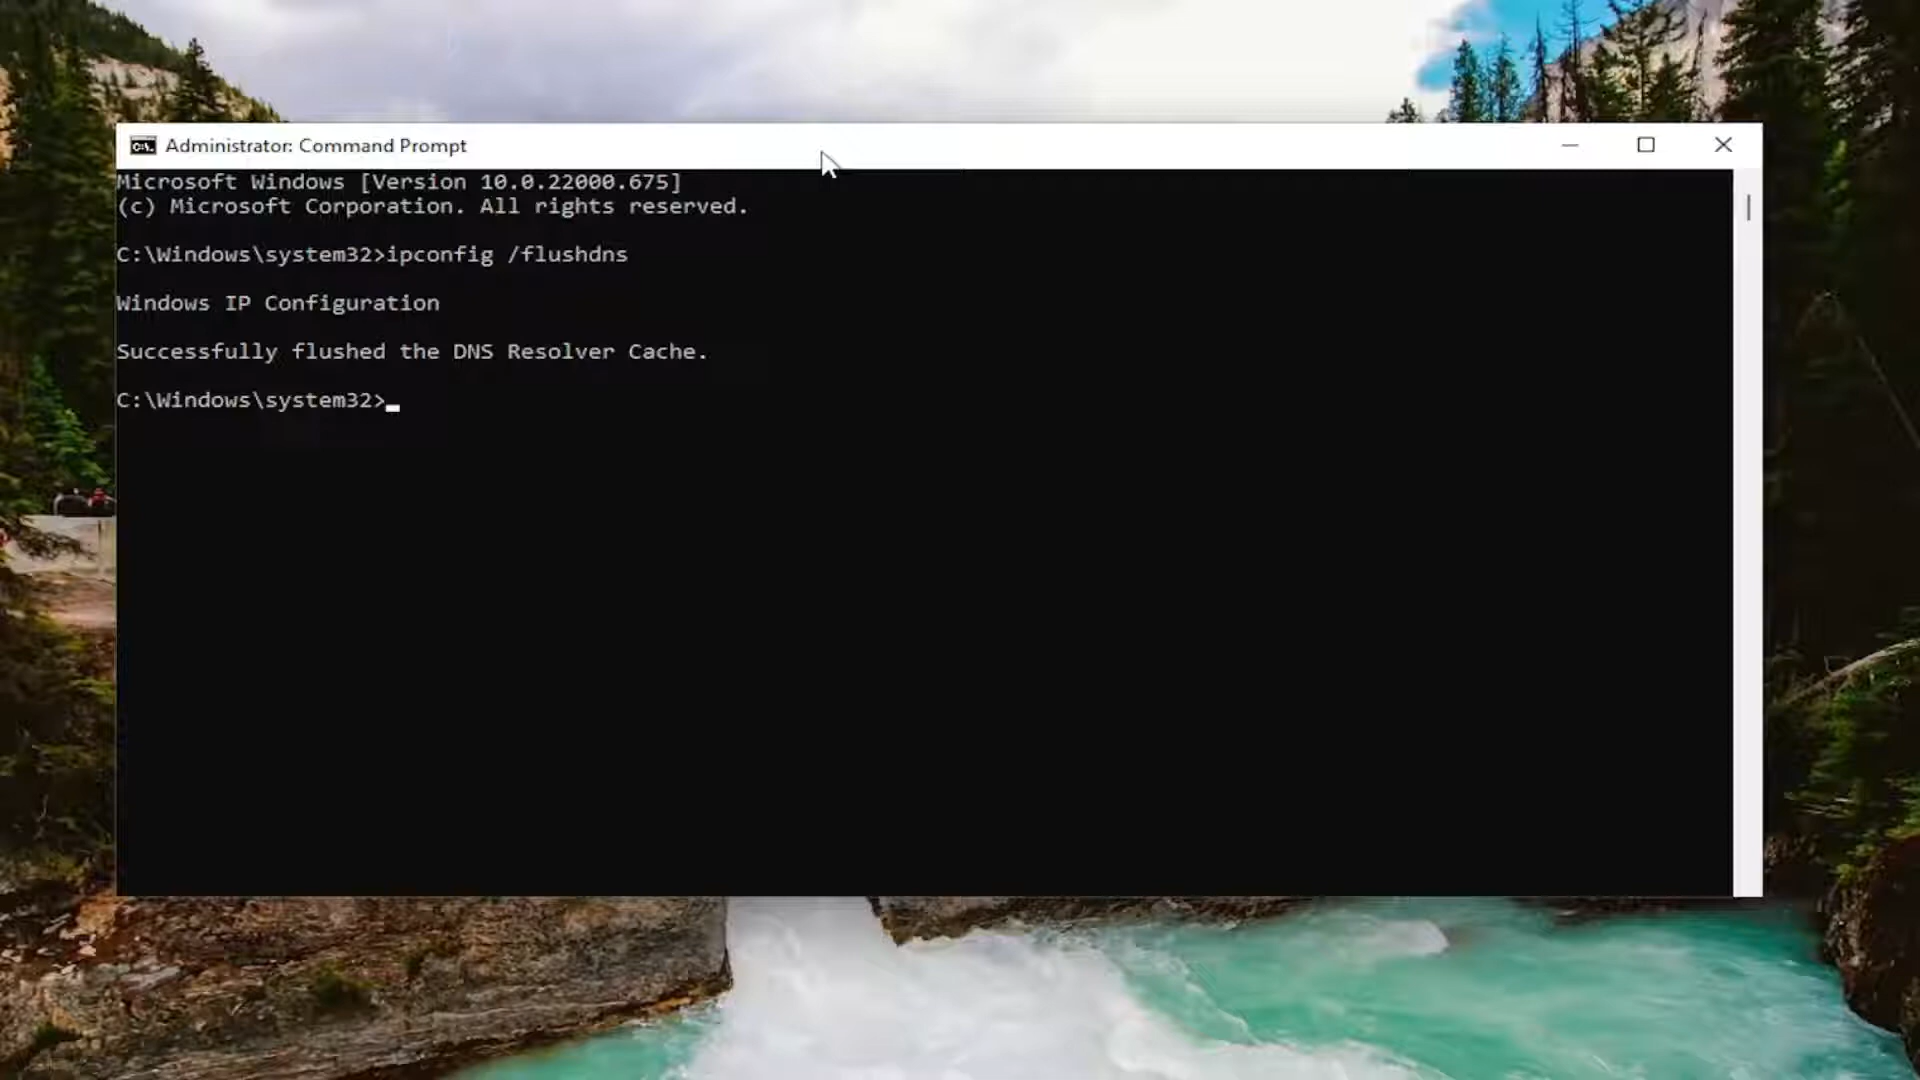 Administrator: Command Prompt
Microsoft Windows [Version 10.0.22000.675]
(c) Microsoft Corporation. All rights reserved.
C:\Windows\system32>ipconfig /flushdns
Windows IP Configuration
Successfully flushed the DNS Resolver Cache.
C:\Windows\system32>